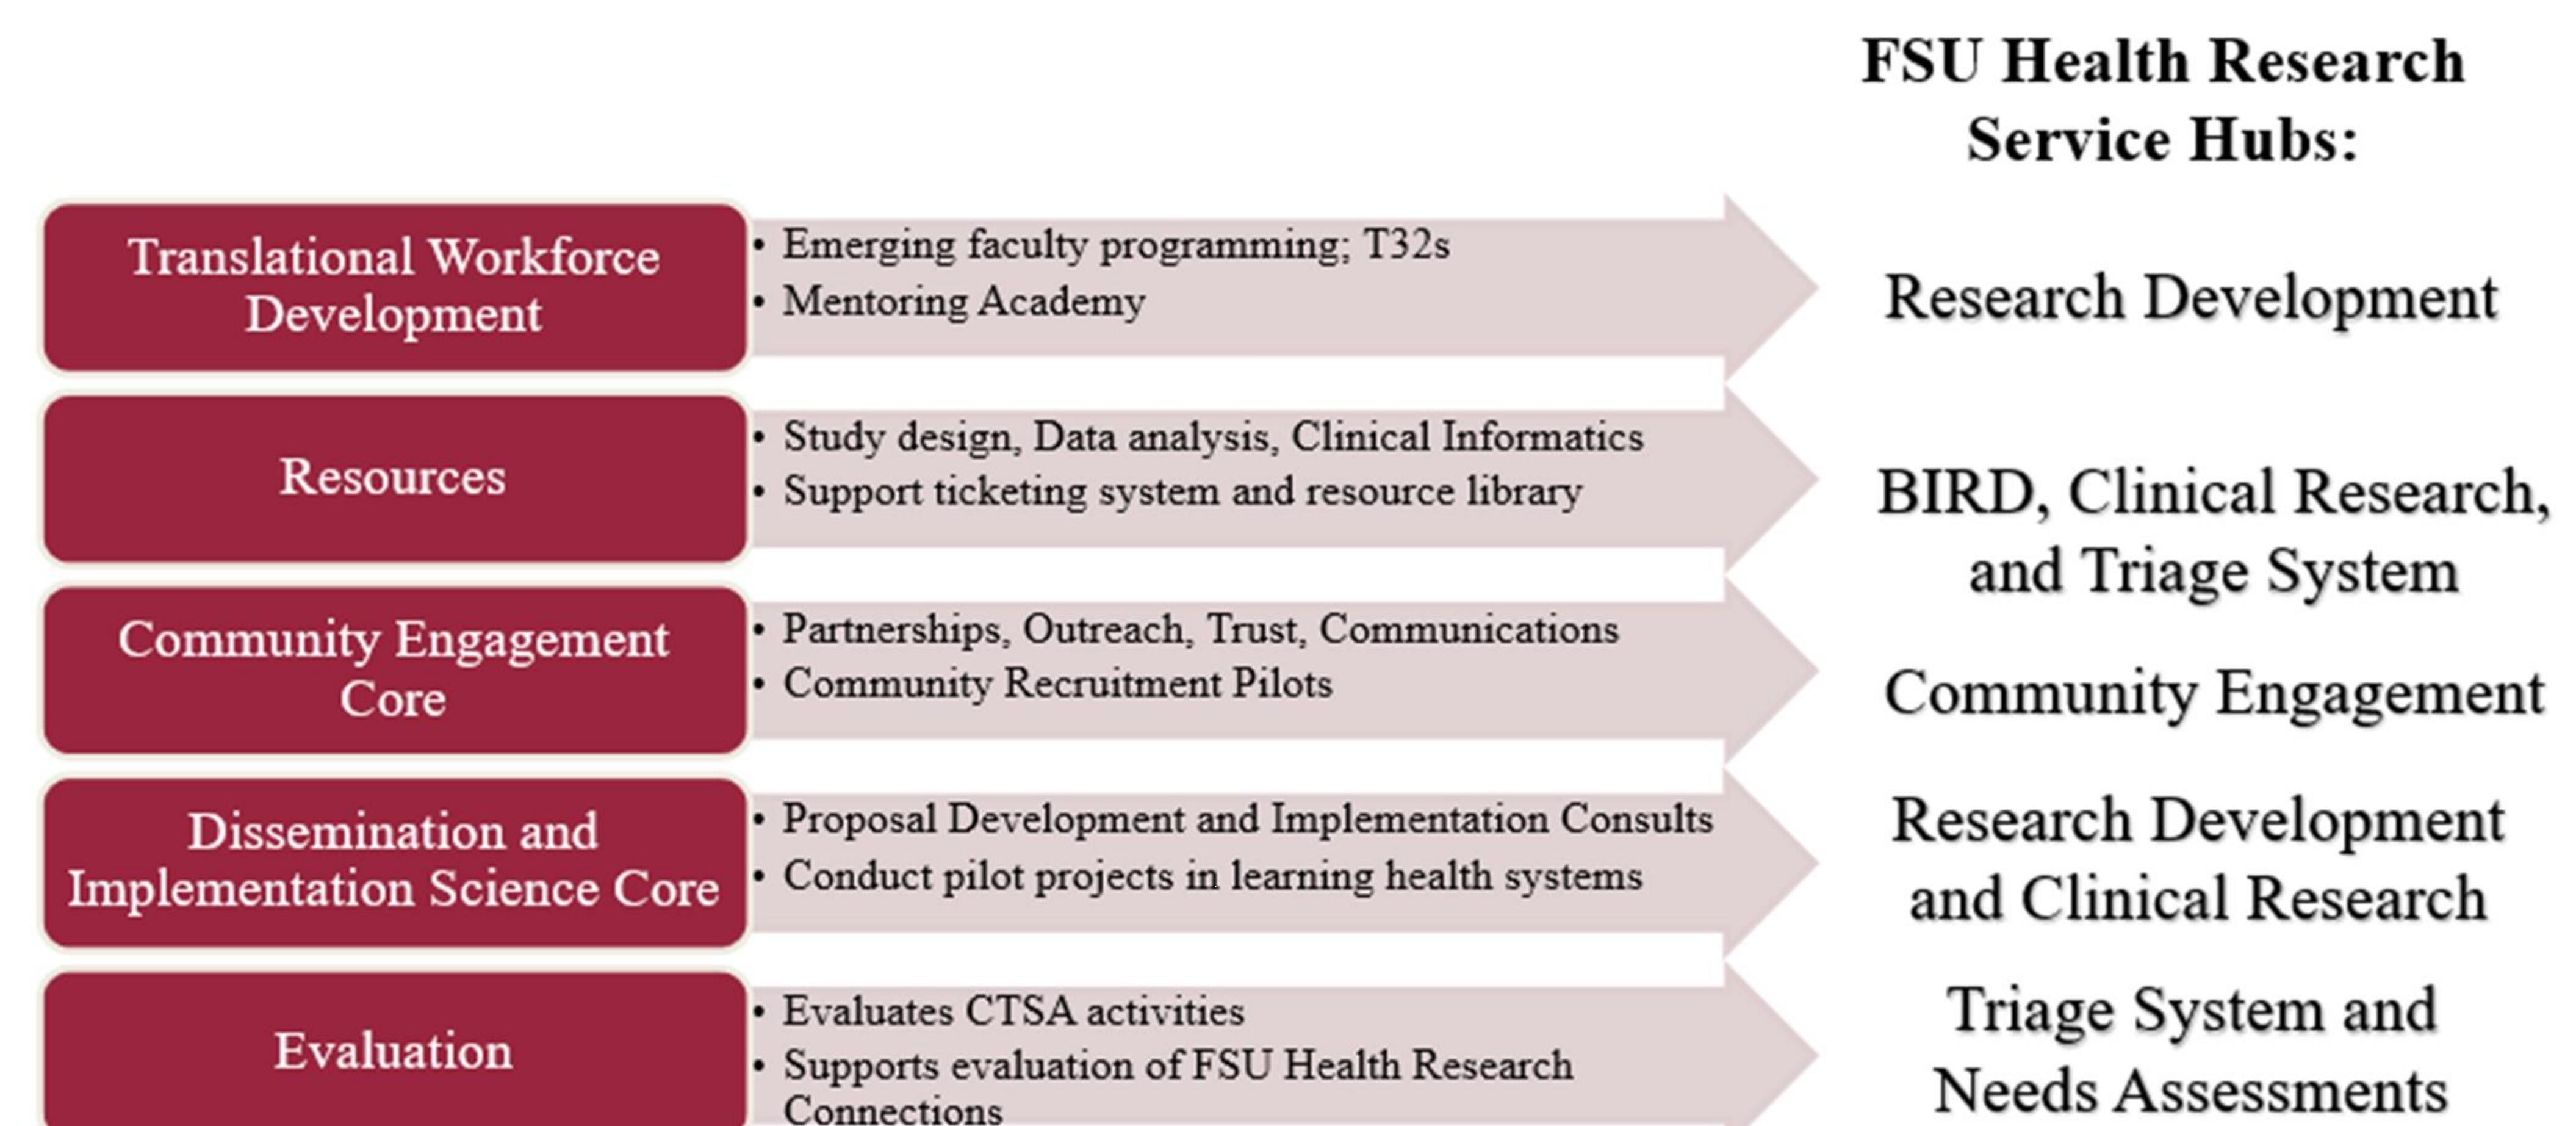 FSU Health Research
Service Hubs:
Translational Workforce
Development
• Emerging faculty programming; T32s
• Mentoring Academy
Research Development
Resources
• Study design, Data analysis, Clinical Informatics
• Support ticketing system and resource library
BIRD, Clinical Research,
and Triage System
Community Engagement
Core
• Partnerships, Outreach, Trust, Communications
• Community Recruitment Pilots
Community Engagement
Dissemination and
Implementation Science Core
• Proposal Development and Implementation Consults
• Conduct pilot projects in learning health systems
Research Development
and Clinical Research
Evaluation
• Evaluates CTSA activities
• Supports evaluation of FSU Health Research
Connections
Triage System and
Needs Assessments